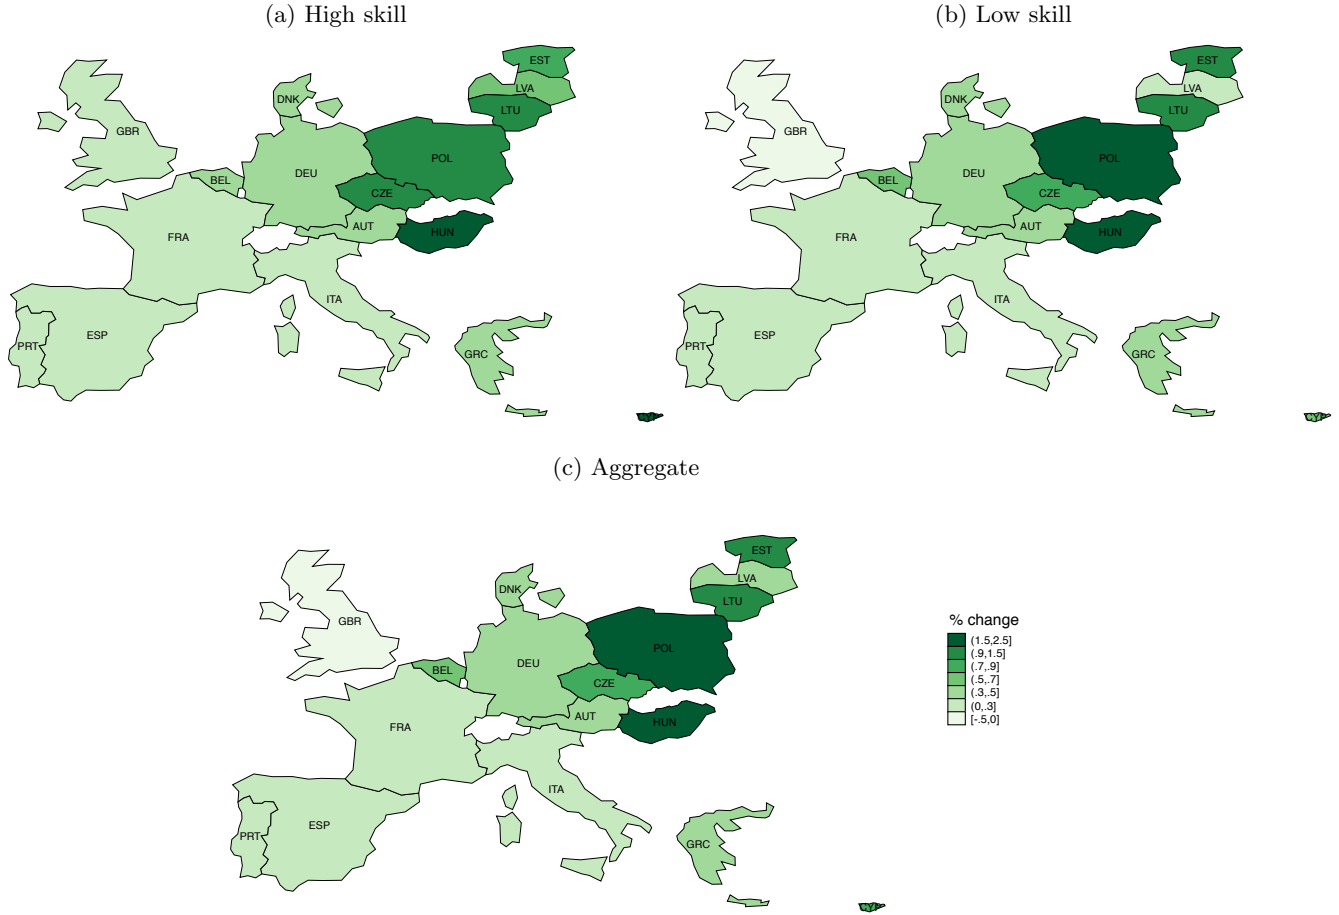 (a) High skill
(b) Low skill
EST
LVA
LTU
DNK
GBR
POL
DEU
BEL
CZE
AUT
HUN
FRA
ITA
ESP
PRT
GRC
CYP
EST
LVA
LTU
DNK
GBR
POL
DEU
BEL
CZE
AUT
HUN
FRA
ITA
ESP
PRT
GRC
CYP
(c) Aggregate
EST
LVA
LTU
DNK
GBR
POL
DEU
BEL
CZE
AUT
HUN
FRA
ITA
ESP
PRT
GRC
CYP
% change
(1.5,2.5]
(.9,1.5]
(.7,.9]
(.5,.7]
(.3,.5]
(0,.3]
[-.5,0]